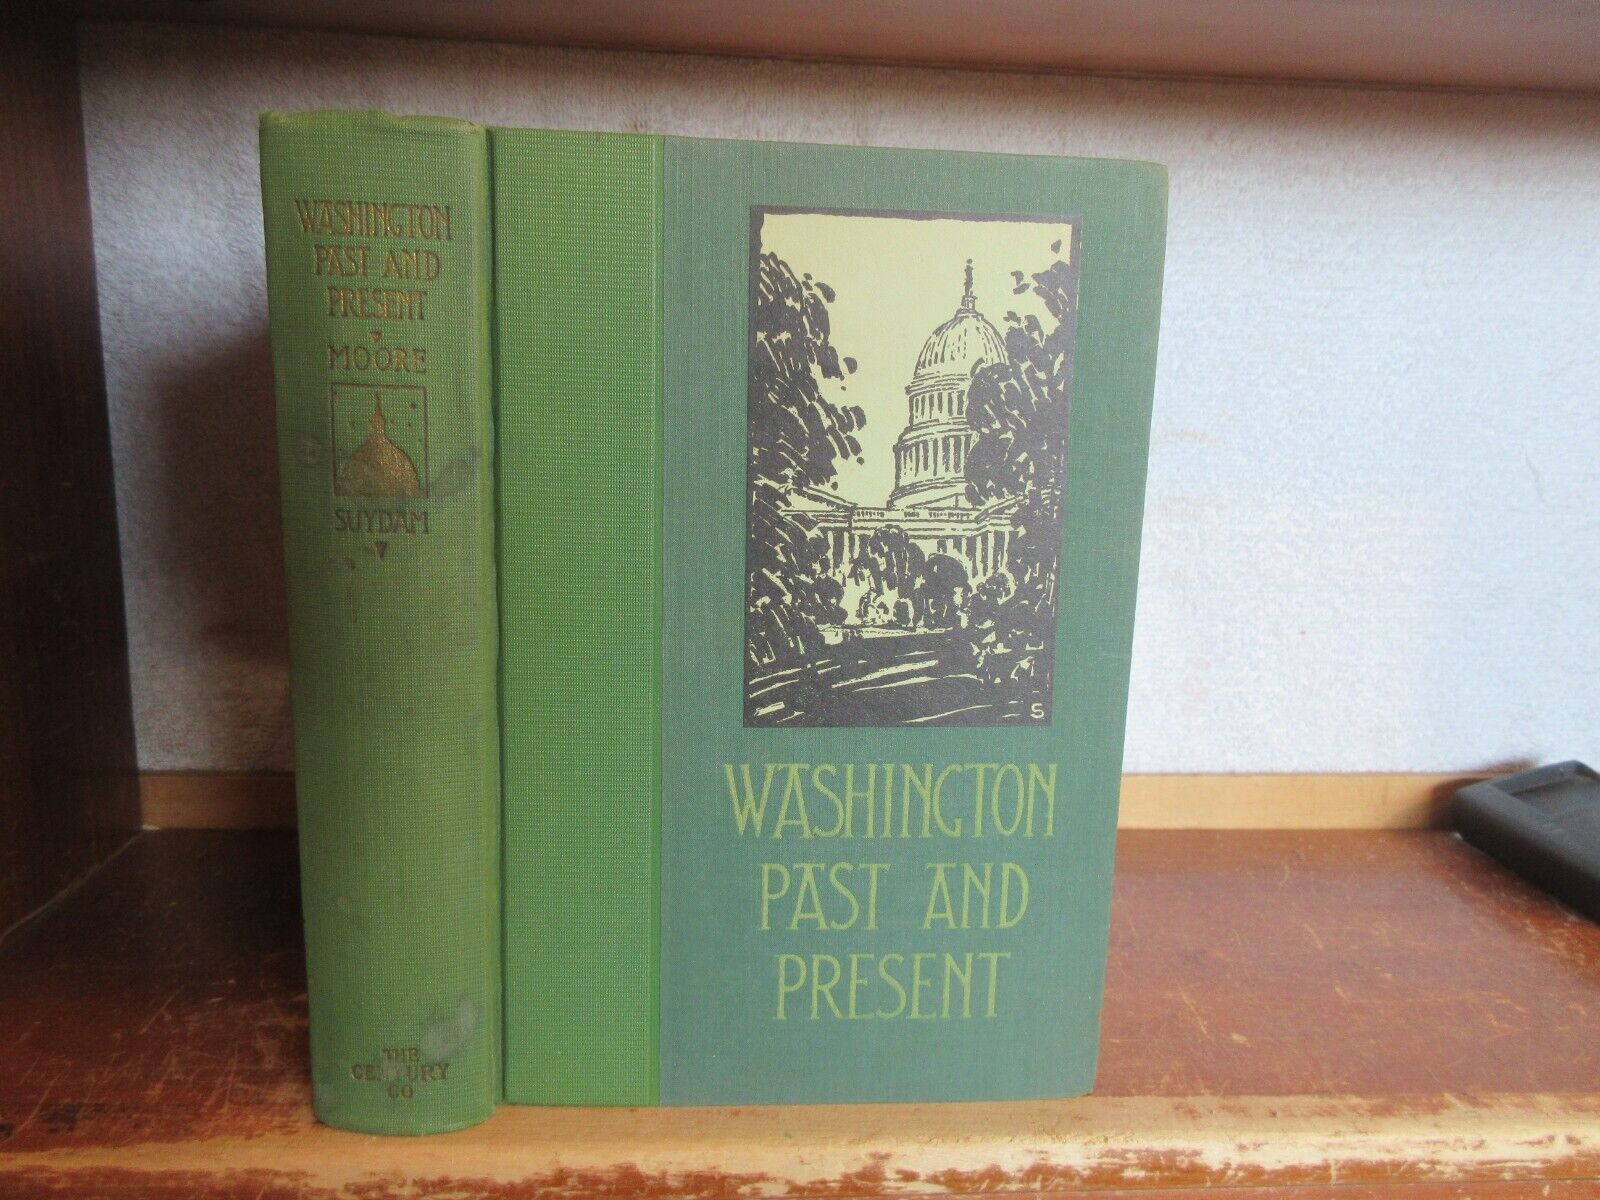 WASHINGTON
PAST AND
PRESENT
MOORE
SUYDAM
THE
CENTURY
CO
S
WASHINGTON
PAST AND
PRESENT